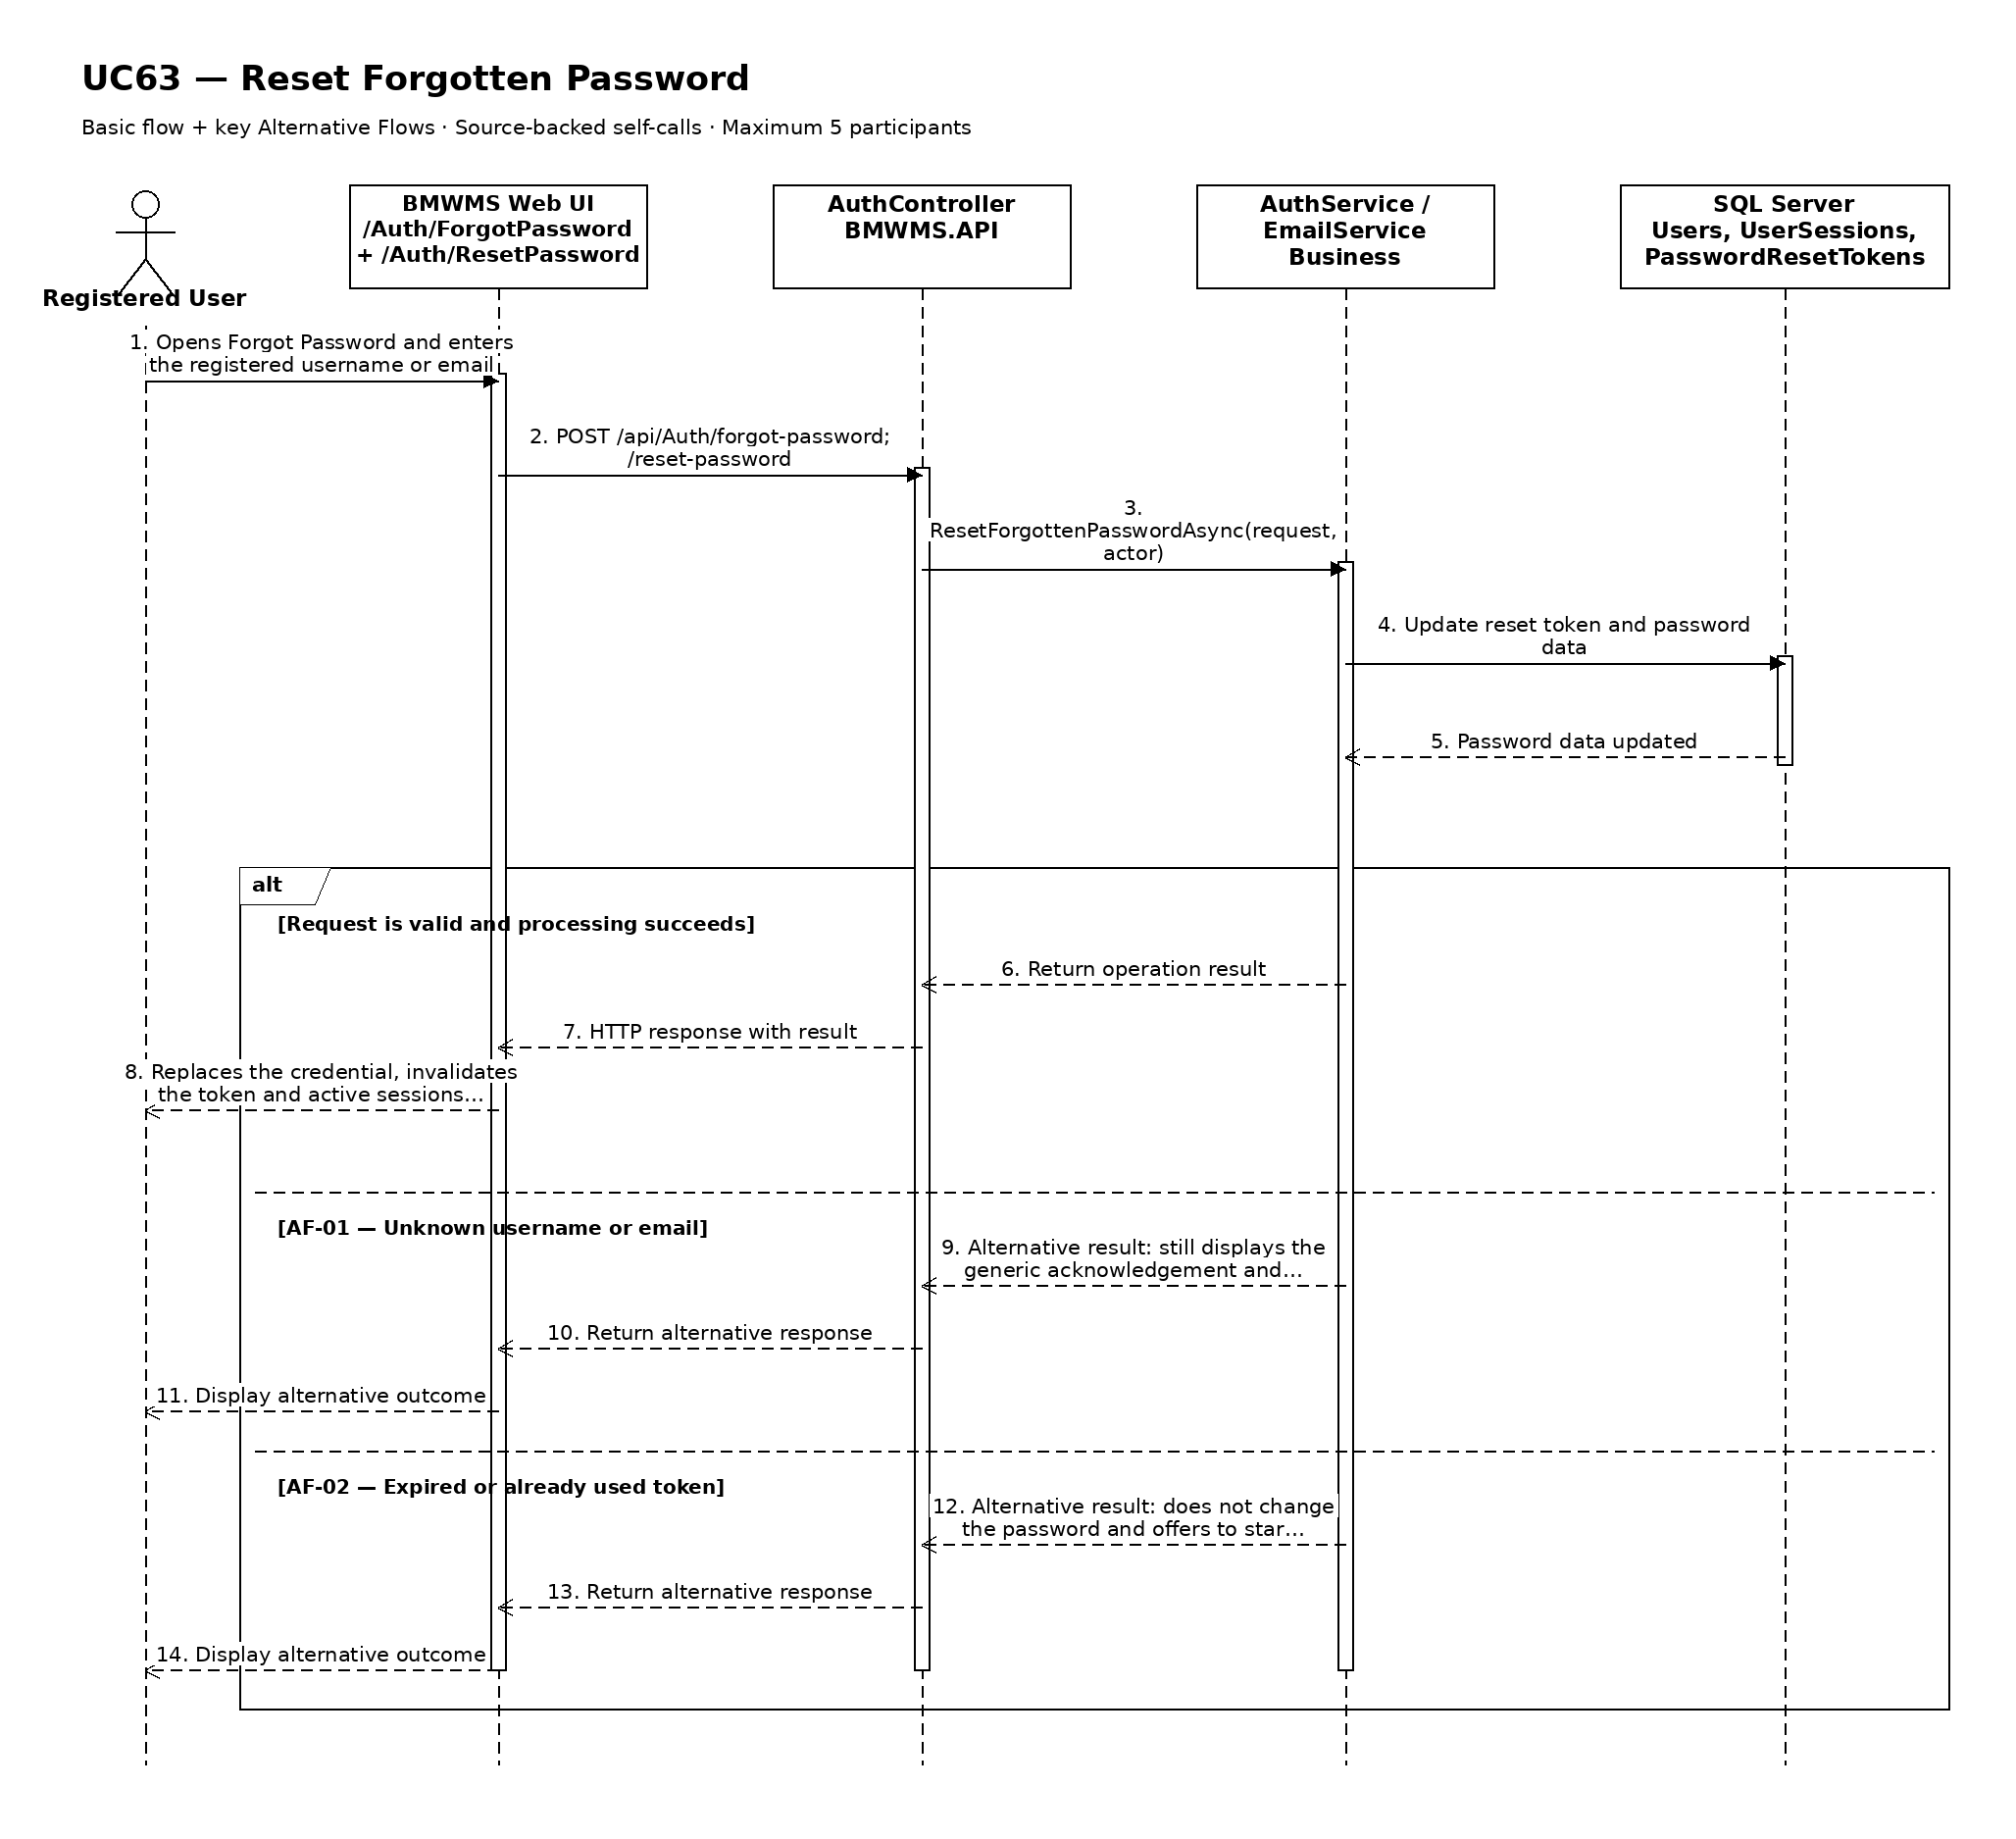 UC63 — Reset Forgotten Password
Basic flow + key Alternative Flows · Source-backed self-calls · Maximum 5 participants
Registered User
BMWMS Web UI
/Auth/ForgotPassword
+ /Auth/ResetPassword
AuthController
BMWMS.API
AuthService /
EmailService
Business
SQL Server
Users, UserSessions,
PasswordResetTokens
1. Opens Forgot Password and enters
the registered username or email
2. POST /api/Auth/forgot-password;
/reset-password
3.
ResetForgottenPasswordAsync(request,
actor)
4. Update reset token and password
data
5. Password data updated
alt
[Request is valid and processing succeeds]
6. Return operation result
7. HTTP response with result
8. Replaces the credential, invalidates
the token and active sessions...
[AF-01 — Unknown username or email]
9. Alternative result: still displays the
generic acknowledgement and...
10. Return alternative response
11. Display alternative outcome
[AF-02 — Expired or already used token]
12. Alternative result: does not change
the password and offers to star...
13. Return alternative response
14. Display alternative outcome